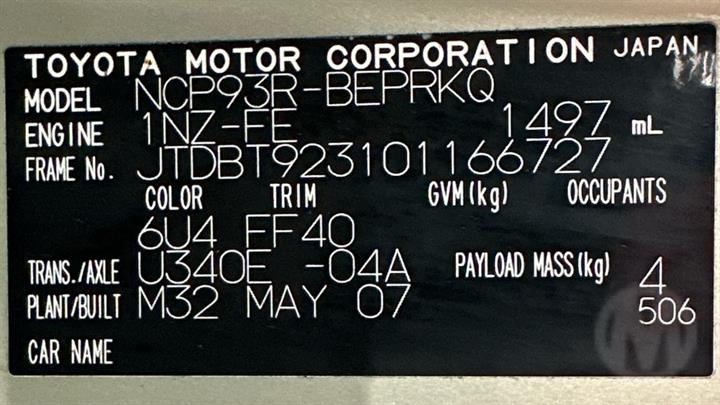 TOYOTA MOTOR CORPORATION JAPAN
MODEL NCP93R-BEPRKQ
ENGINE 1NZ-FE 1497 mL
FRAME No. JTDBT923101166727
COLOR TRIM GVM(kg) OCCUPANTS
6U4 FF40
TRANS./AXLE U340E -04A PAYLOAD MASS(kg) 4
PLANT/BUILT M32 MAY 07 506
CAR NAME
M